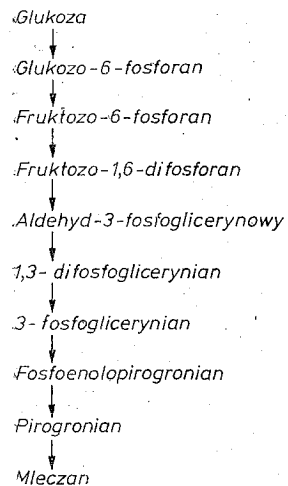 Glukoza
Glukozo-6-fosforan
Fruktozo-6-fosforan
Fruktozo-1,6-difosforan
Aldehyd-3-fosfoglicerynowy
1,3-difosfoglicerynian
3-fosfoglicerynian
Fosfoenolopirogronian
Pirogronian
Mleczan